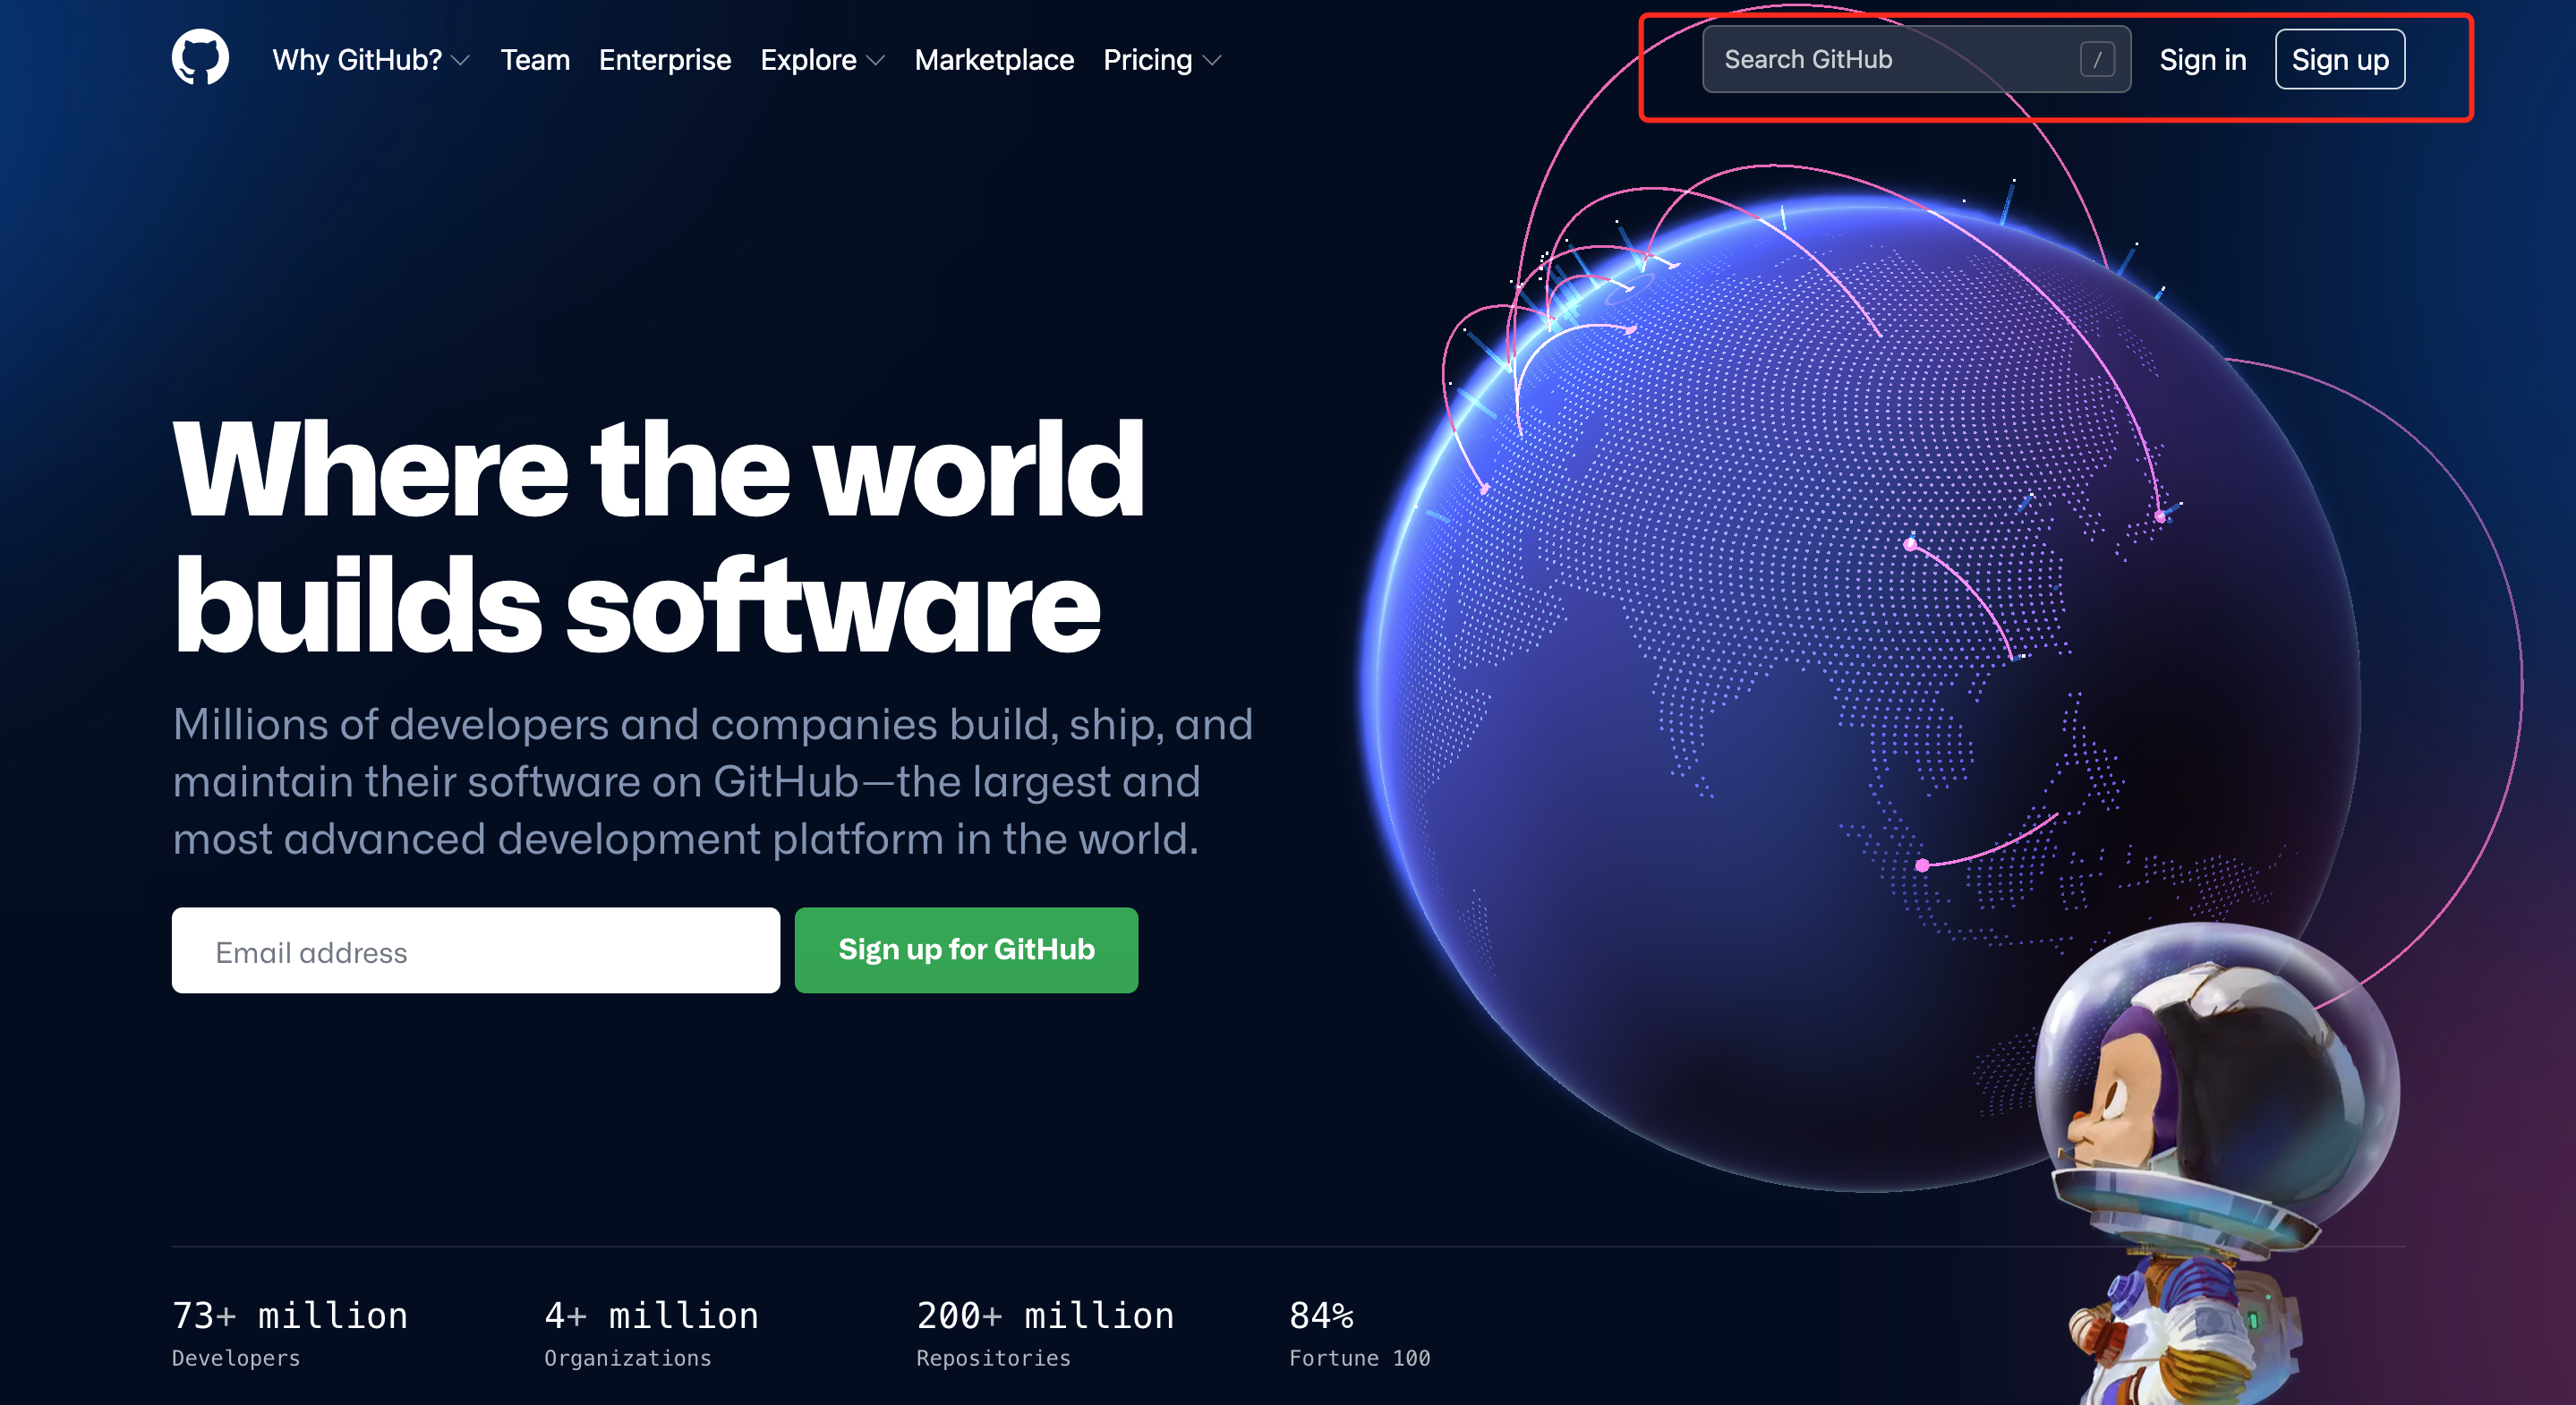 Why GitHub? Team Enterprise Explore Marketplace Pricing Search GitHub / Sign in Sign up
Where the world
builds software
Millions of developers and companies build, ship, and
maintain their software on GitHub—the largest and
most advanced development platform in the world.
Email address Sign up for GitHub
73+ million 4+ million 200+ million 84%
Developers Organizations Repositories Fortune 100